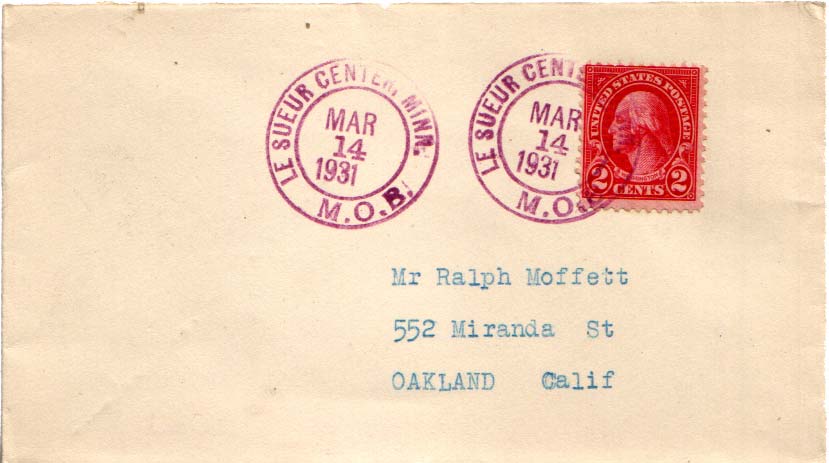 LE SUEUR CENTER, MINN.
MAR
14
1931
M.O.B.
LE SUEUR CENT
MAR
14
1931
M.O.
UNITED STATES POSTAGE
2 CENTS 2
Mr Ralph Moffett
552 Miranda St
OAKLAND Calif